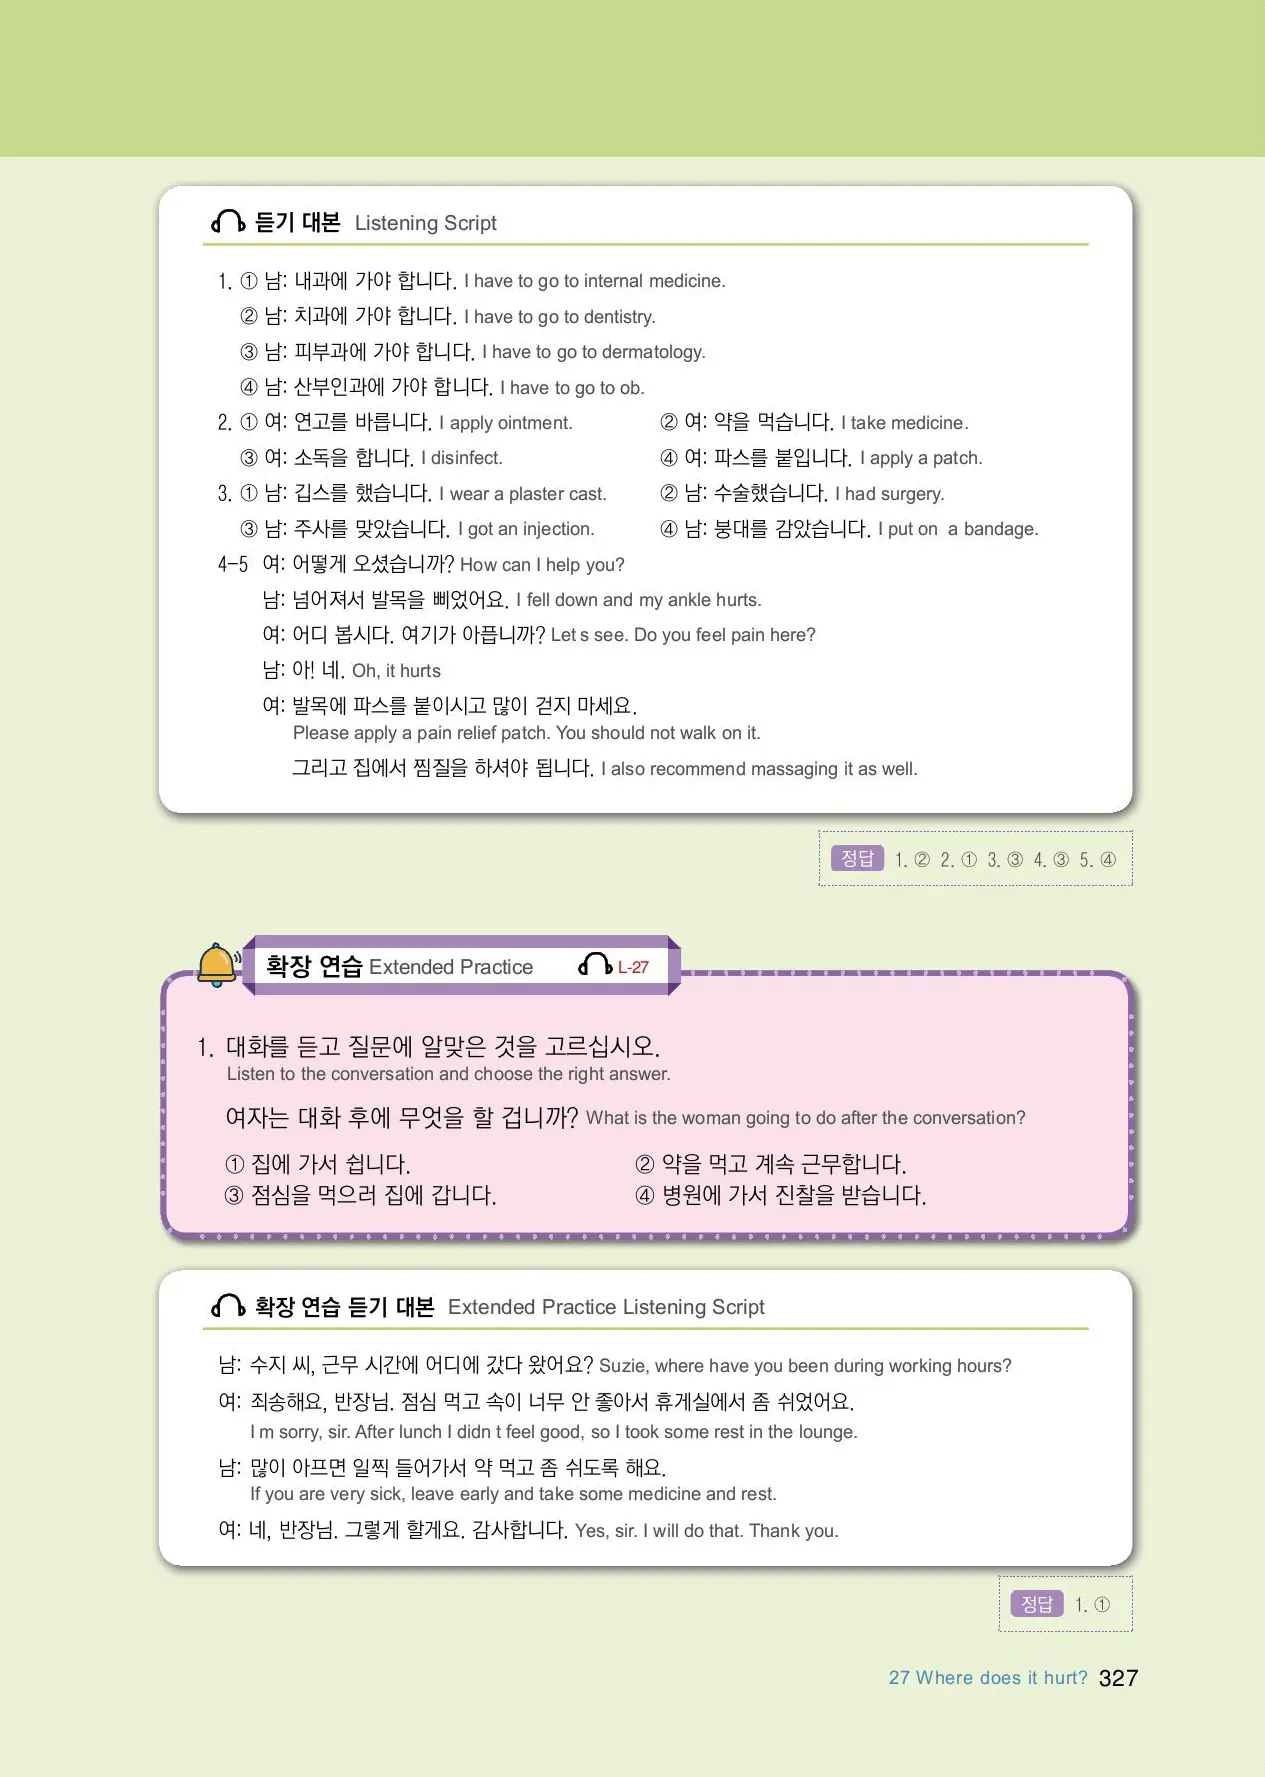 듣기 대본 Listening Script
1. ① 남: 내과에 가야 합니다. I have to go to internal medicine.
② 남: 치과에 가야 합니다. I have to go to dentistry.
③ 남: 피부과에 가야 합니다. I have to go to dermatology.
④ 남: 산부인과에 가야 합니다. I have to go to ob.
2. ① 여: 연고를 바릅니다. I apply ointment. ② 여: 약을 먹습니다. I take medicine.
③ 여: 소독을 합니다. I disinfect. ④ 여: 파스를 붙입니다. I apply a patch.
3. ① 남: 깁스를 했습니다. I wear a plaster cast. ② 남: 수술했습니다. I had surgery.
③ 남: 주사를 맞았습니다. I got an injection. ④ 남: 붕대를 감았습니다. I put on a bandage.
4-5 여: 어떻게 오셨습니까? How can I help you?
남: 넘어져서 발목을 삐었어요. I fell down and my ankle hurts.
여: 어디 봅시다. 여기가 아픕니까? Let s see. Do you feel pain here?
남: 아! 네. Oh, it hurts
여: 발목에 파스를 붙이시고 많이 걷지 마세요.
Please apply a pain relief patch. You should not walk on it.
그리고 집에서 찜질을 하셔야 됩니다. I also recommend massaging it as well.
정답 1. ② 2. ① 3. ③ 4. ③ 5. ④
확장 연습 Extended Practice L-27
1. 대화를 듣고 질문에 알맞은 것을 고르십시오.
Listen to the conversation and choose the right answer.
여자는 대화 후에 무엇을 할 겁니까? What is the woman going to do after the conversation?
① 집에 가서 쉽니다. ② 약을 먹고 계속 근무합니다.
③ 점심을 먹으러 집에 갑니다. ④ 병원에 가서 진찰을 받습니다.
확장 연습 듣기 대본 Extended Practice Listening Script
남: 수지 씨, 근무 시간에 어디에 갔다 왔어요? Suzie, where have you been during working hours?
여: 죄송해요, 반장님. 점심 먹고 속이 너무 안 좋아서 휴게실에서 좀 쉬었어요.
I m sorry, sir. After lunch I didn t feel good, so I took some rest in the lounge.
남: 많이 아프면 일찍 들어가서 약 먹고 좀 쉬도록 해요.
If you are very sick, leave early and take some medicine and rest.
여: 네, 반장님. 그렇게 할게요. 감사합니다. Yes, sir. I will do that. Thank you.
정답 1. ①
27 Where does it hurt? 327